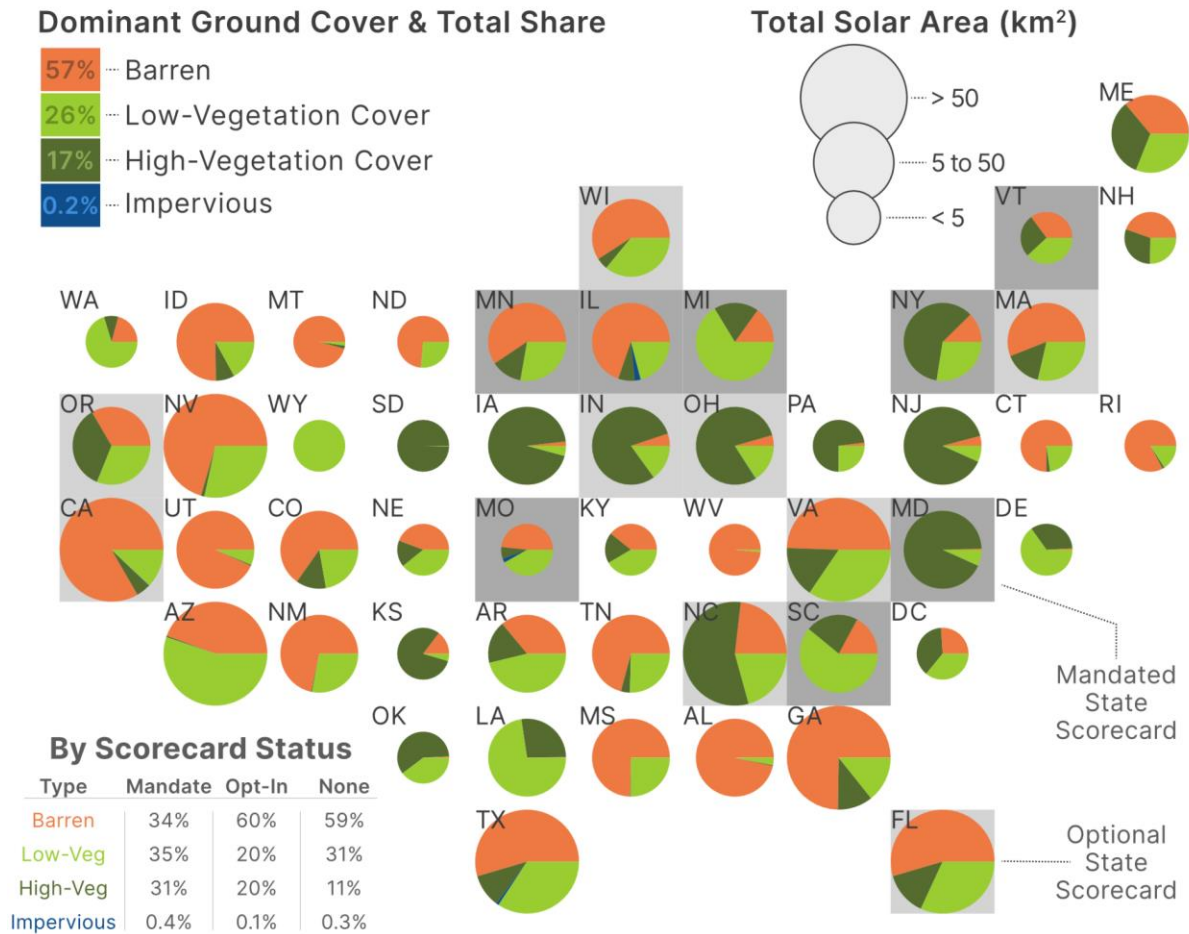 Dominant Ground Cover & Total Share
57% Barren
26% Low-Vegetation Cover
17% High-Vegetation Cover
0.2% Impervious
Total Solar Area (km²)
> 50
5 to 50
< 5
ME
WI
VT
NH
WA
ID
MT
ND
MN
IL
MI
NY
MA
OR
NV
WY
SD
IA
IN
OH
PA
NJ
CT
RI
CA
UT
CO
NE
MO
KY
WV
VA
MD
DE
AZ
NM
KS
AR
TN
NC
SC
DC
Mandated
State
Scorecard
OK
LA
MS
AL
GA
TX
FL
Optional
State
Scorecard
By Scorecard Status
Type Mandate Opt-In None
Barren 34% 60% 59%
Low-Veg 35% 20% 31%
High-Veg 31% 20% 11%
Impervious 0.4% 0.1% 0.3%